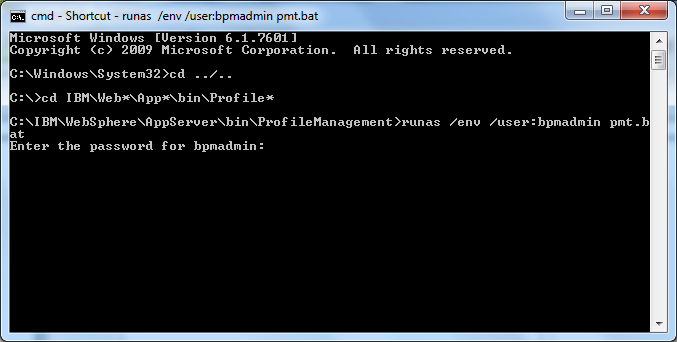 cmd - Shortcut - runas  /env /user:bpmadmin pmt.bat
Microsoft Windows [Version 6.1.7601]
Copyright (c) 2009 Microsoft Corporation.  All rights reserved.
C:\Windows\System32>cd ../..
C:\>cd IBM\Web*\App*\bin\Profile*
C:\IBM\WebSphere\AppServer\bin\ProfileManagement>runas /env /user:bpmadmin pmt.b
at
Enter the password for bpmadmin: